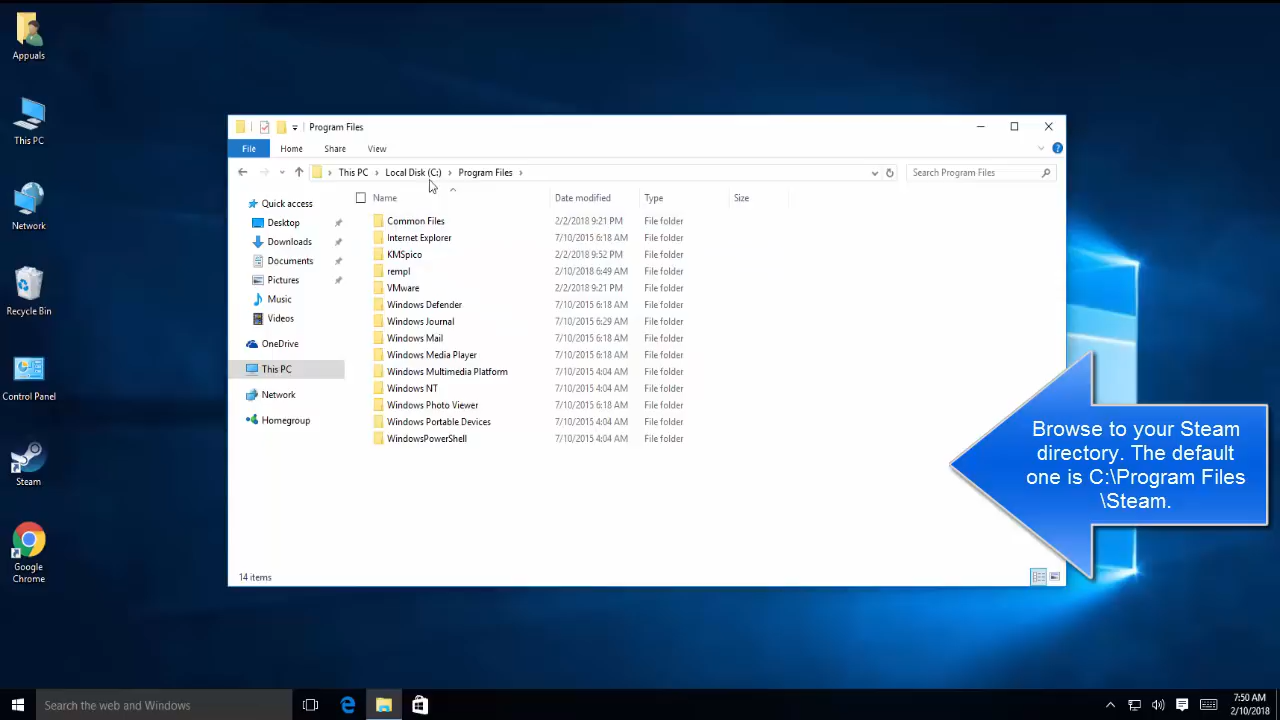 Appuals
This PC
Network
Recycle Bin
Control Panel
Steam
Google
Chrome
Program Files
File
Home
Share
View
This PC
Local Disk (C:)
Program Files
Search Program Files
Name
Date modified
Type
Size
Quick access
Desktop
Downloads
Documents
Pictures
Music
Videos
OneDrive
This PC
Network
Homegroup
Common Files 2/2/2018 9:21 PM File folder
Internet Explorer 7/10/2015 6:18 AM File folder
KMSpico 2/2/2018 9:52 PM File folder
rempl 2/10/2018 6:49 AM File folder
VMware 2/2/2018 9:21 PM File folder
Windows Defender 7/10/2015 6:18 AM File folder
Windows Journal 7/10/2015 6:29 AM File folder
Windows Mail 7/10/2015 6:18 AM File folder
Windows Media Player 7/10/2015 6:18 AM File folder
Windows Multimedia Platform 7/10/2015 4:04 AM File folder
Windows NT 7/10/2015 4:04 AM File folder
Windows Photo Viewer 7/10/2015 6:18 AM File folder
Windows Portable Devices 7/10/2015 4:04 AM File folder
WindowsPowerShell 7/10/2015 4:04 AM File folder
14 items
Browse to your Steam
directory. The default
one is C:\Program Files
\Steam.
Search the web and Windows
7:50 AM
2/10/2018